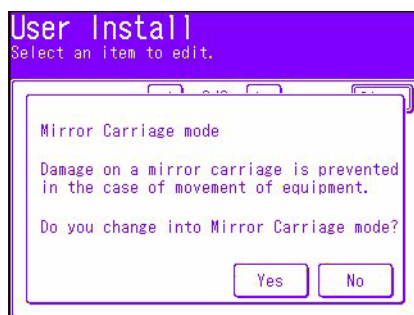 User Install
Select an item to edit.
Mirror Carriage mode
Damage on a mirror carriage is prevented
in the case of movement of equipment.
Do you change into Mirror Carriage mode?
Yes
No